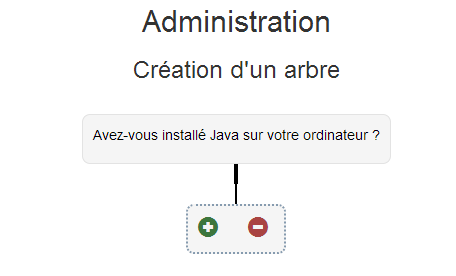 Administration
Création d'un arbre
Avez-vous installé Java sur votre ordinateur ?